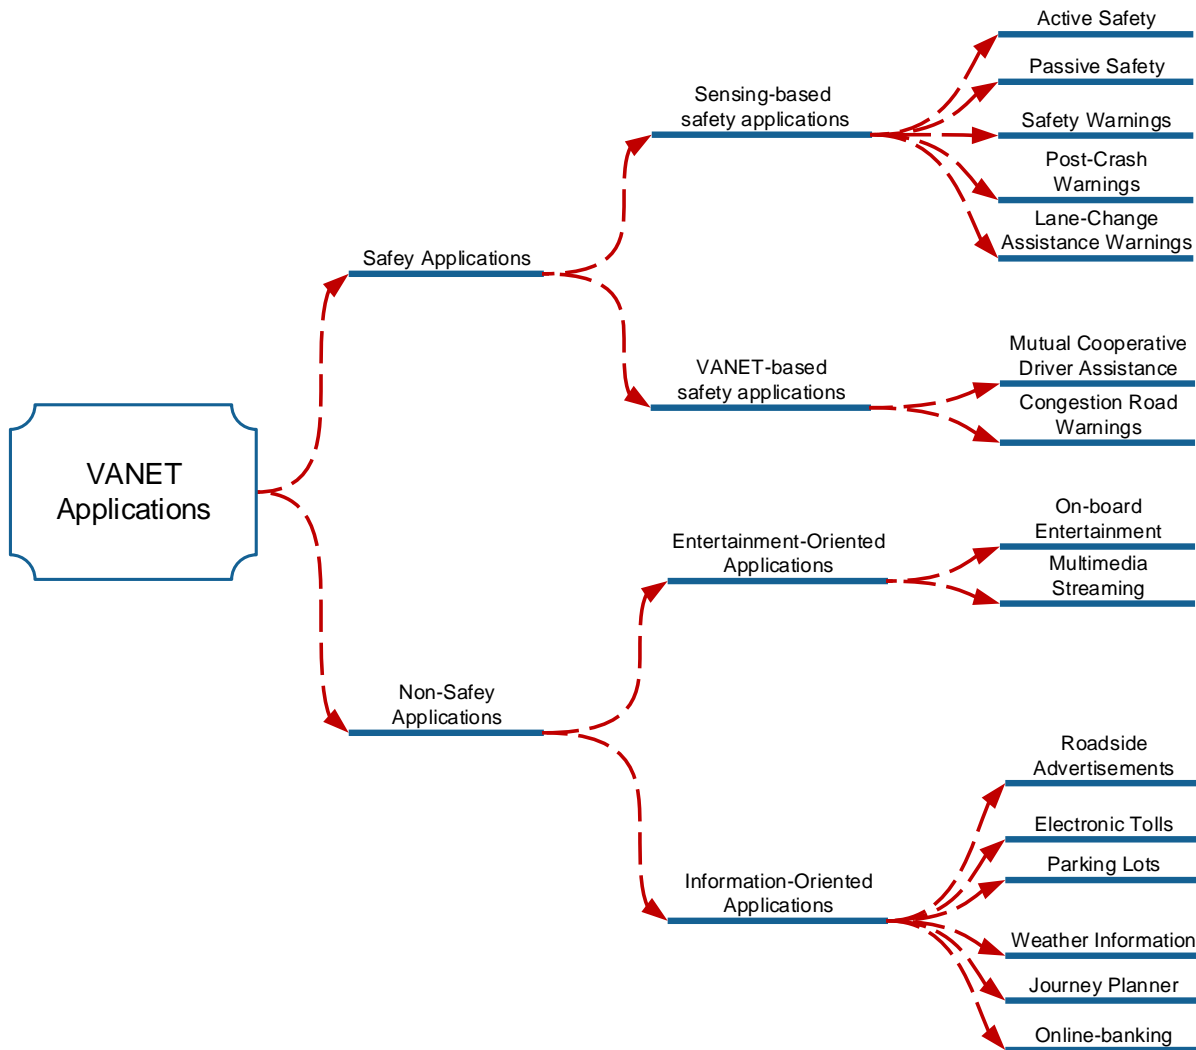 VANET
Applications
Safey Applications
Sensing-based
safety applications
Active Safety
Passive Safety
Safety Warnings
Post-Crash
Warnings
Lane-Change
Assistance Warnings
VANET-based
safety applications
Mutual Cooperative
Driver Assistance
Congestion Road
Warnings
Non-Safey
Applications
Entertainment-Oriented
Applications
On-board
Entertainment
Multimedia
Streaming
Information-Oriented
Applications
Roadside
Advertisements
Electronic Tolls
Parking Lots
Weather Information
Journey Planner
Online-banking